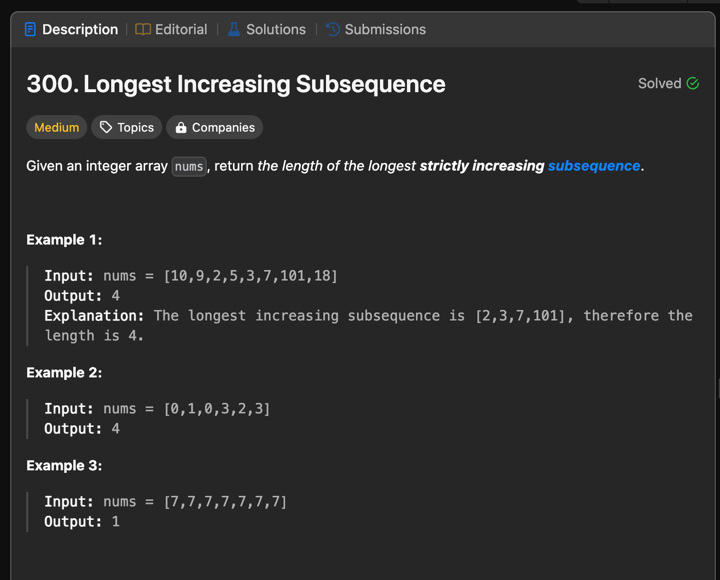 Description | Editorial | Solutions | Submissions
300. Longest Increasing Subsequence
Solved
Medium Topics Companies
Given an integer array nums, return the length of the longest strictly increasing subsequence.
Example 1:
Input: nums = [10,9,2,5,3,7,101,18]
Output: 4
Explanation: The longest increasing subsequence is [2,3,7,101], therefore the
length is 4.
Example 2:
Input: nums = [0,1,0,3,2,3]
Output: 4
Example 3:
Input: nums = [7,7,7,7,7,7,7]
Output: 1